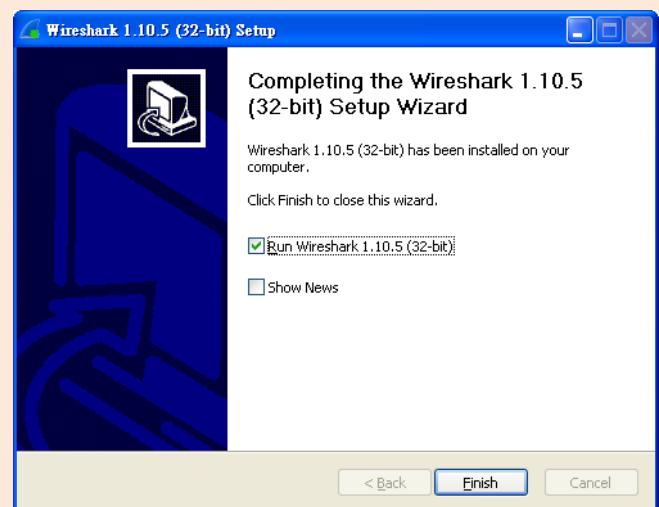 Wireshark 1.10.5 (32-bit) Setup
Completing the Wireshark 1.10.5
(32-bit) Setup Wizard
Wireshark 1.10.5 (32-bit) has been installed on your
computer.
Click Finish to close this wizard.
Run Wireshark 1.10.5 (32-bit)
Show News
< Back
Finish
Cancel